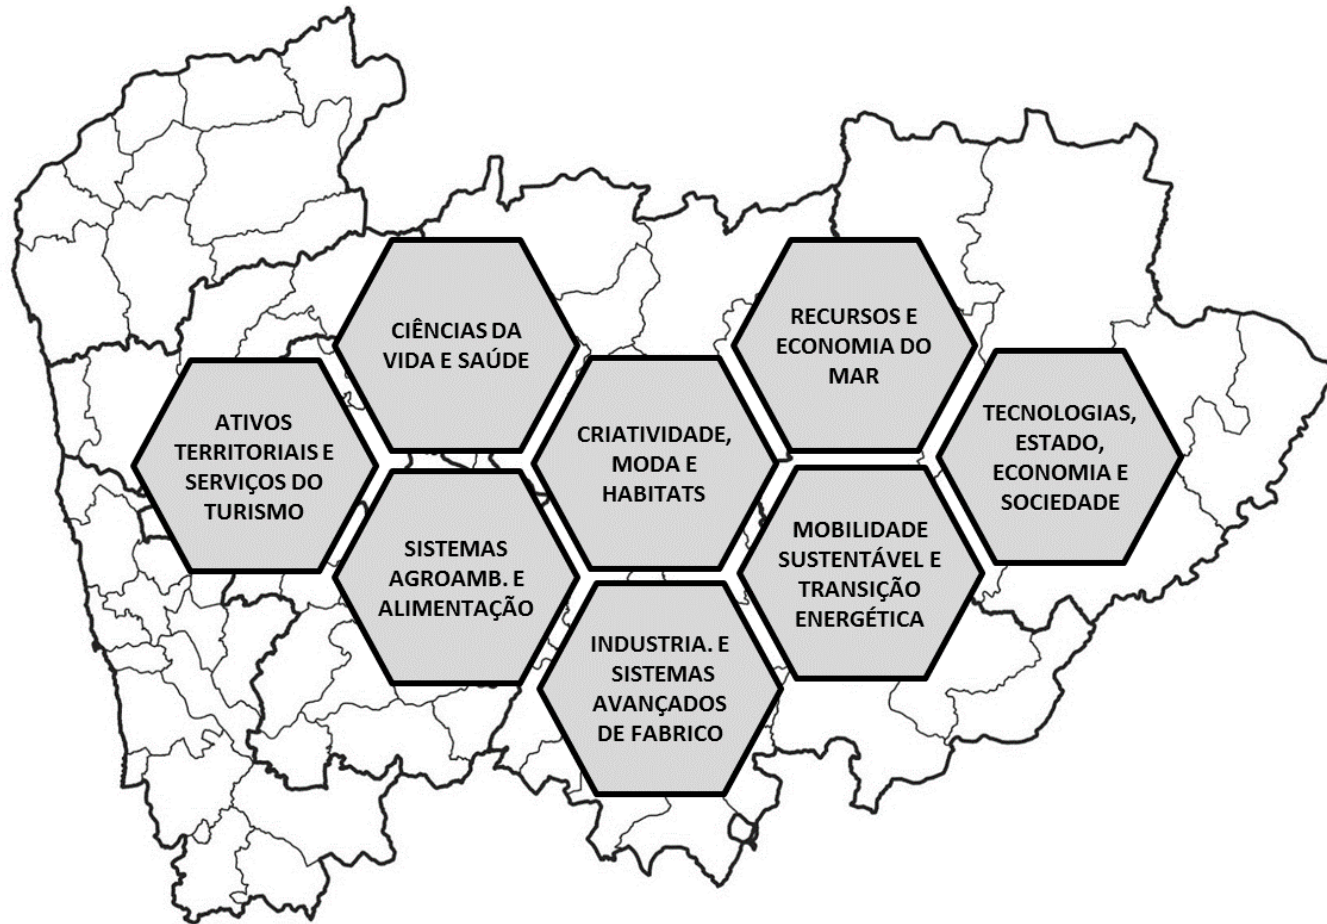 CIÊNCIAS DA
VIDA E SAÚDE
RECURSOS E
ECONOMIA DO
MAR
ATIVOS
TERRITORIAIS E
SERVIÇOS DO
TURISMO
CRIATIVIDADE,
MODA E
HABITATS
TECNOLOGIAS,
ESTADO,
ECONOMIA E
SOCIEDADE
SISTEMAS
AGROAMB. E
ALIMENTAÇÃO
MOBILIDADE
SUSTENTÁVEL E
TRANSIÇÃO
ENERGÉTICA
INDUSTRIA. E
SISTEMAS
AVANÇADOS
DE FABRICO